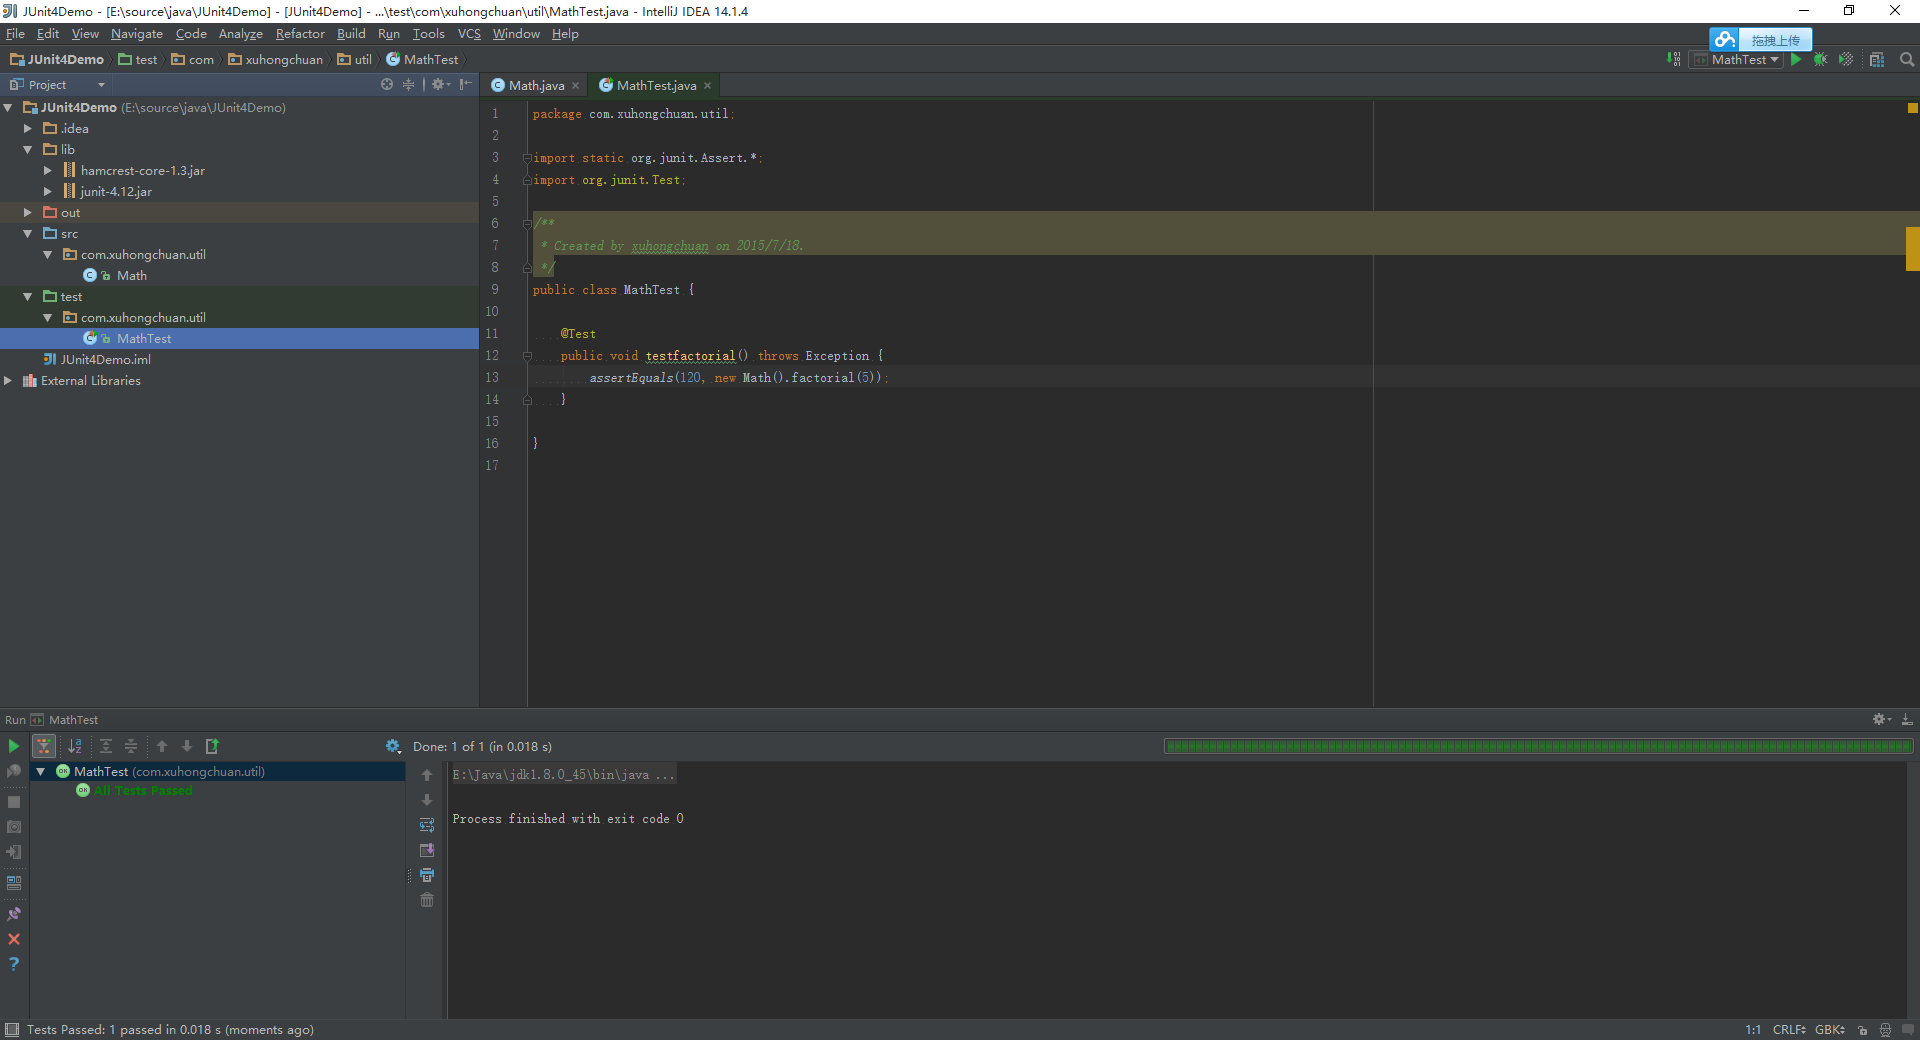 JUnit4Demo - [E:\source\java\JUnit4Demo] - [JUnit4Demo] - ...\test\com\xuhongchuan\util\MathTest.java - IntelliJ IDEA 14.1.4
File Edit View Navigate Code Analyze Refactor Build Run Tools VCS Window Help
拖拽上传
JUnit4Demo test com xuhongchuan util MathTest
MathTest
Project
Math.java × MathTest.java ×
JUnit4Demo (E:\source\java\JUnit4Demo)
.idea
lib
hamcrest-core-1.3.jar
junit-4.12.jar
out
src
com.xuhongchuan.util
Math
test
com.xuhongchuan.util
MathTest
JUnit4Demo.iml
External Libraries
1 package com.xuhongchuan.util;
2
3 import static org.junit.Assert.*;
4 import org.junit.Test;
5
6 /**
7 * Created by xuhongchuan on 2015/7/18.
8 */
9 public class MathTest {
10
11 @Test
12 public void testfactorial() throws Exception {
13 assertEquals(120, new Math().factorial(5));
14 }
15
16 }
17
Run MathTest
Done: 1 of 1 (in 0.018 s)
MathTest (com.xuhongchuan.util)
All Tests Passed
E:\Java\jdk1.8.0_45\bin\java ...
Process finished with exit code 0
Tests Passed: 1 passed in 0.018 s (moments ago)
1:1 CRLF GBK